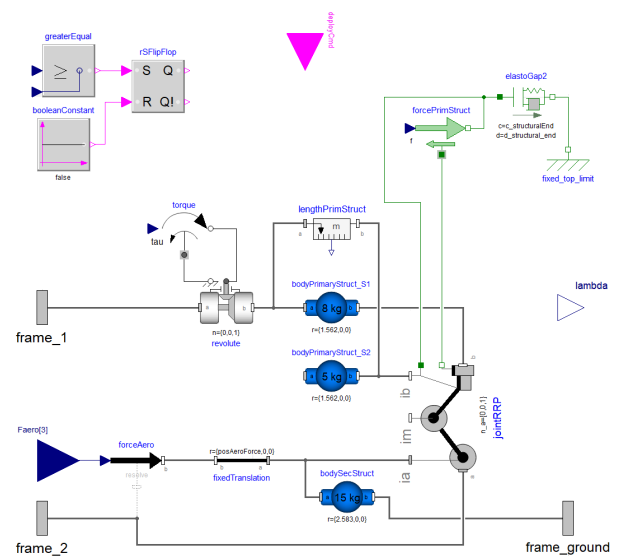 deployCmd
greaterEqual
≥
rSFlipFlop
S Q
R Q!
booleanConstant
false
elastoGap2
c=c_structuralEnd
d=d_structural_end
forcePrimStruct
f
fixed_top_limit
torque
tau
lengthPrimStruct
a m b
bodyPrimaryStruct_S1
a 8 kg b
r={1.562,0,0}
a b
n={0,0,1}
revolute
frame_1
lambda
bodyPrimaryStruct_S2
a 5 kg b
r={1.562,0,0}
b
ib
im
ia
n_a={0,0,1}
jointRRP
a
Faero[3]
forceAero
resolve
b
r={posAeroForce,0,0}
b a
fixedTranslation
bodySecStruct
a 15 kg b
r={2.583,0,0}
frame_2
frame_ground